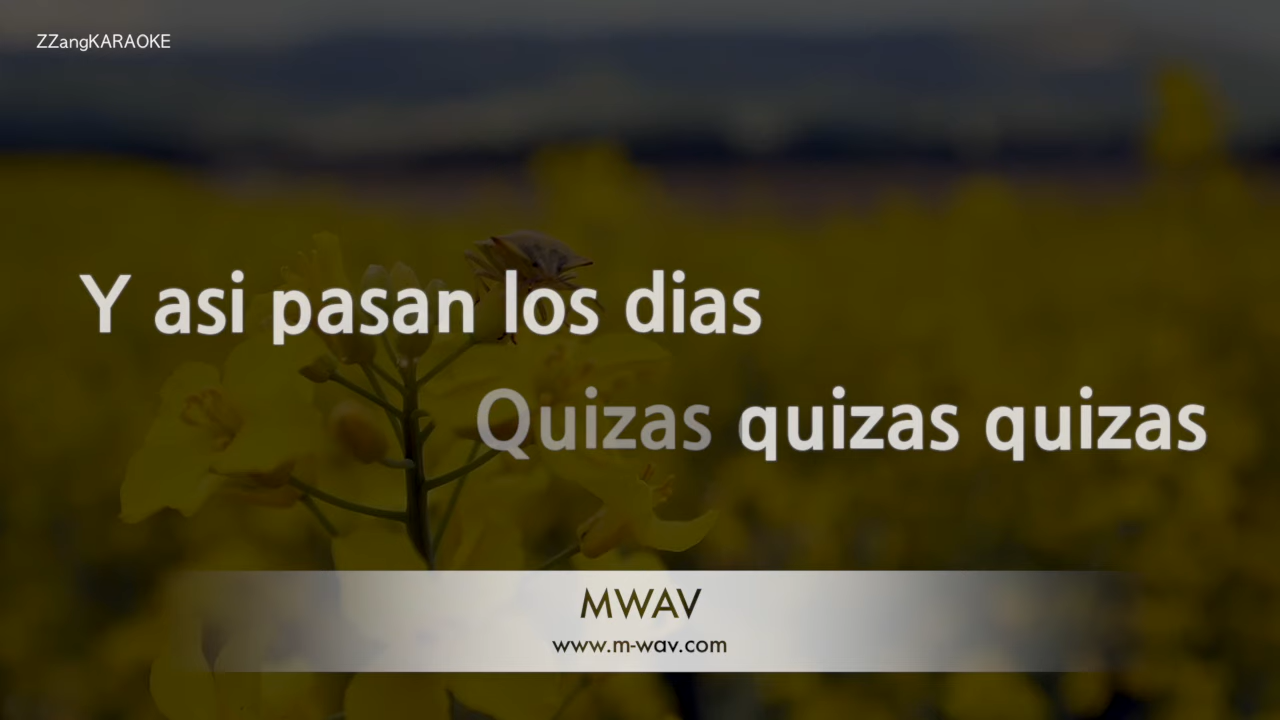 ZZangKARAOKE
Y asi pasan los dias
Quizas quizas quizas
MWAV
www.m-wav.com